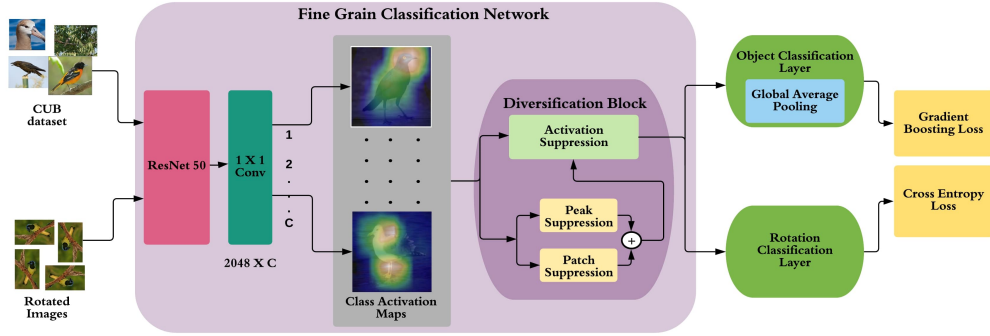 Fine Grain Classification Network
CUB
dataset
Rotated
Images
ResNet 50
1 X 1
Conv
2048 X C
1
2
.
.
C
Class Activation
Maps
Diversification Block
Activation
Suppression
Peak
Suppression
Patch
Suppression
+
Object Classification
Layer
Global Average
Pooling
Rotation
Classification
Layer
Gradient
Boosting Loss
Cross Entropy
Loss